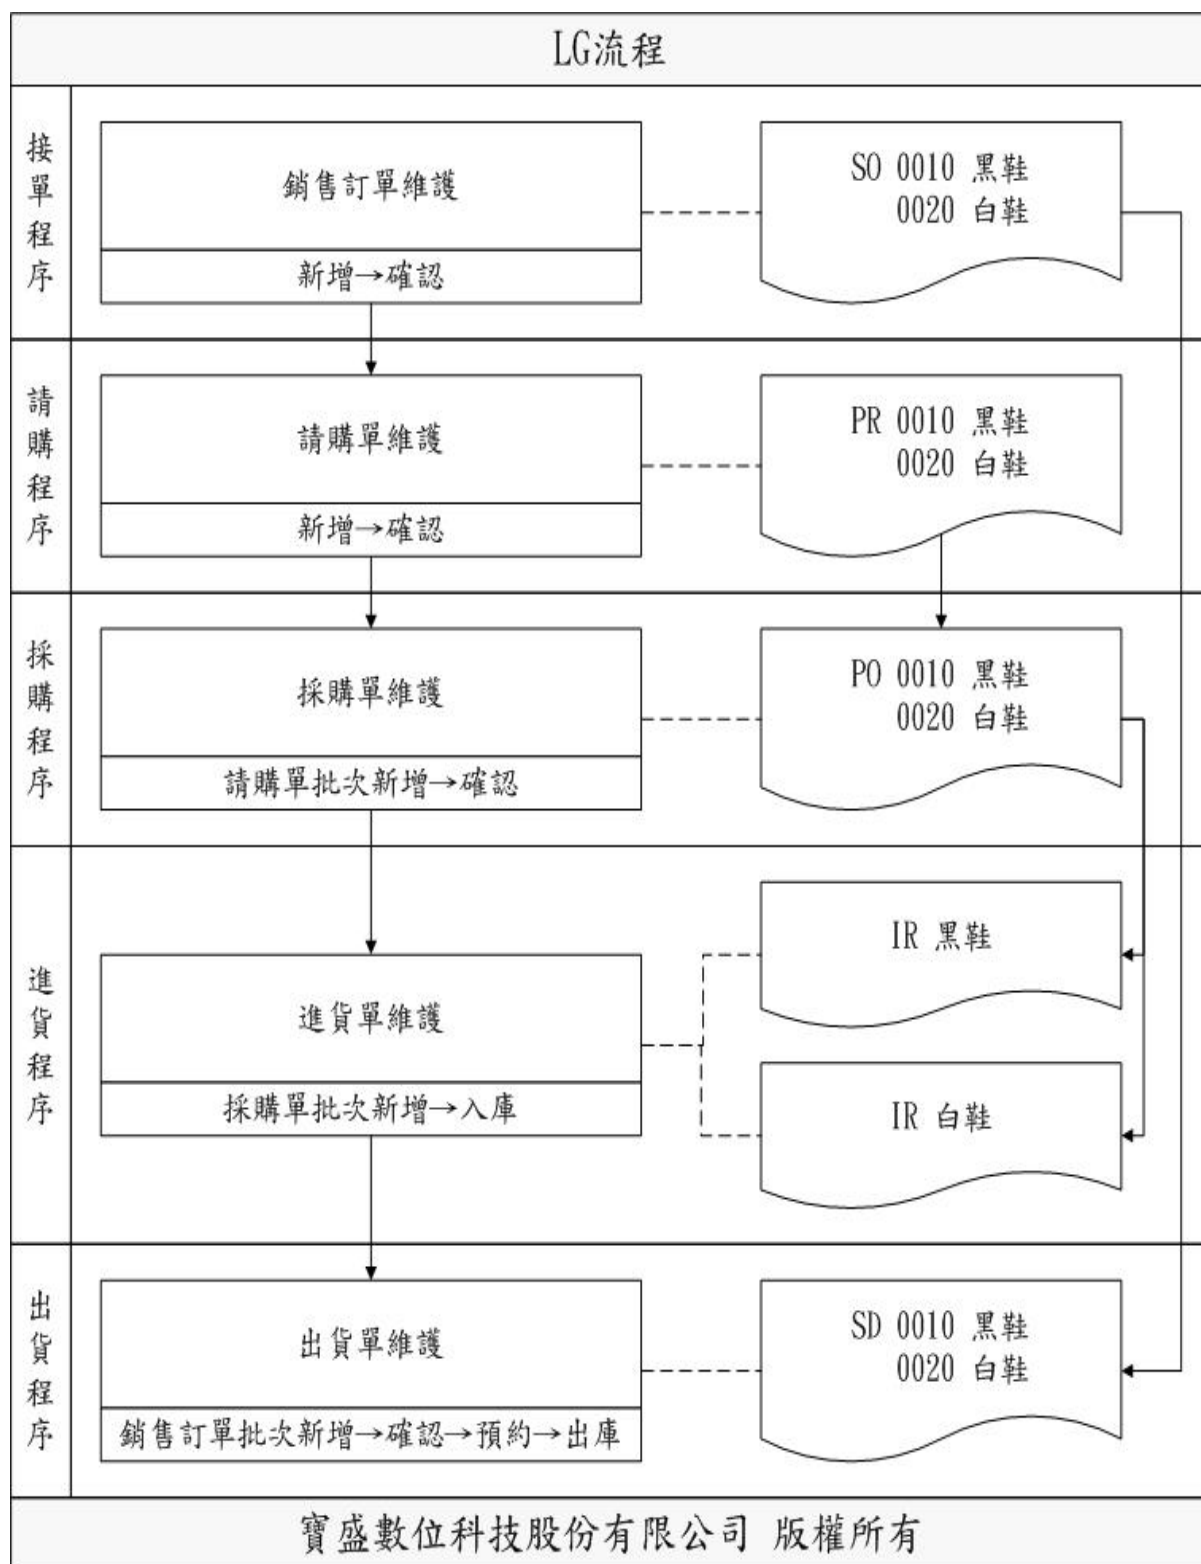 LG流程
接單程序
銷售訂單維護
新增→確認
SO 0010 黑鞋
0020 白鞋
請購程序
請購單維護
新增→確認
PR 0010 黑鞋
0020 白鞋
採購程序
採購單維護
請購單批次新增→確認
PO 0010 黑鞋
0020 白鞋
進貨程序
進貨單維護
採購單批次新增→入庫
IR 黑鞋
IR 白鞋
出貨程序
出貨單維護
銷售訂單批次新增→確認→預約→出庫
SD 0010 黑鞋
0020 白鞋
寶盛數位科技股份有限公司 版權所有